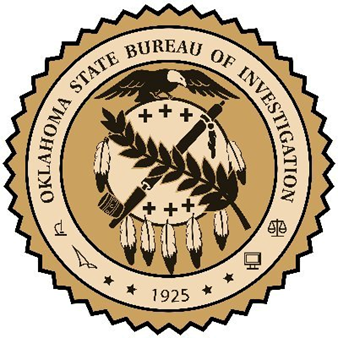 OKLAHOMA STATE BUREAU OF INVESTIGATION
1925